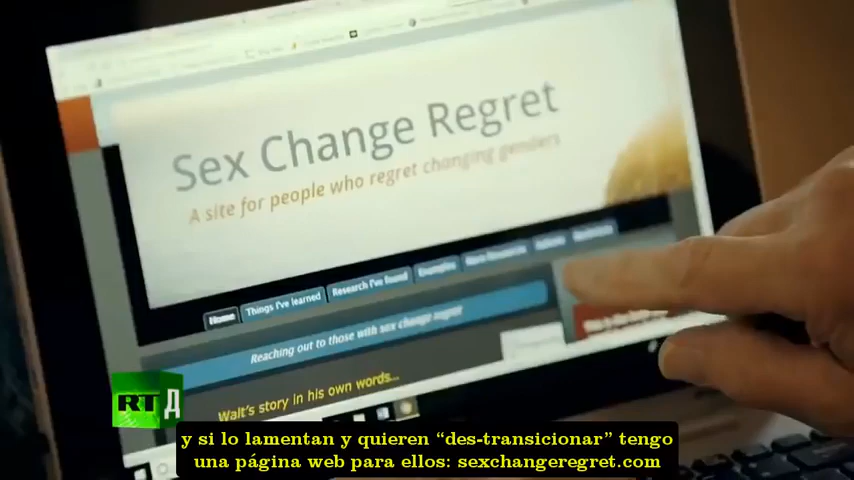 Sex Change Regret
A site for people who regret changing genders
Home Things I've learned Research I've found Examples More Resources
Reaching out to those with sex change regret
Walt's story in his own words...
RT Д
y si lo lamentan y quieren “des-transicionar” tengo
una página web para ellos: sexchangeregret.com